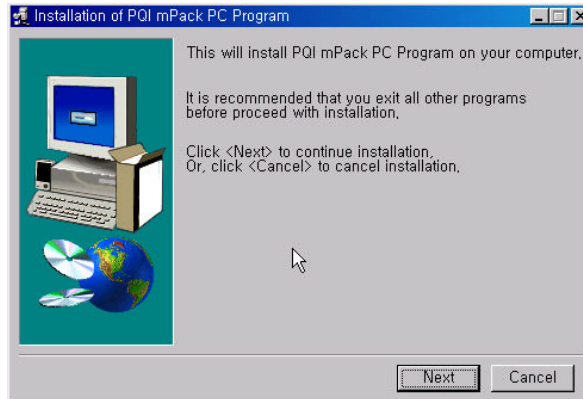 Installation of PQI mPack PC Program
This will install PQI mPack PC Program on your computer,
It is recommended that you exit all other programs
before proceed with installation,
Click <Next> to continue installation,
Or, click <Cancel> to cancel installation,
Next
Cancel